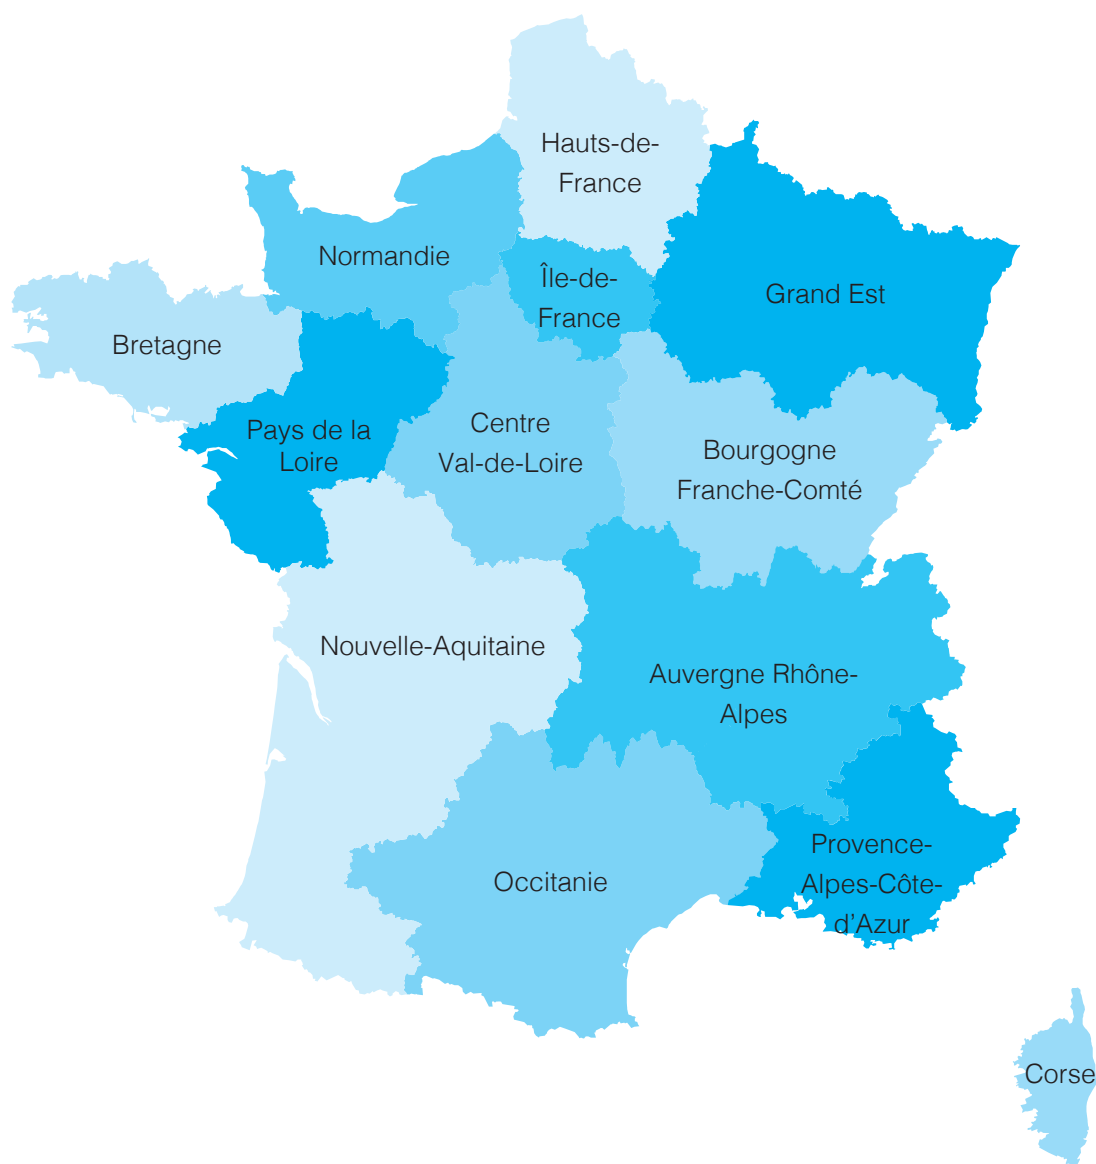 Hauts-de-
France
Normandie
Île-de-
France
Grand Est
Bretagne
Pays de la
Loire
Centre
Val-de-Loire
Bourgogne
Franche-Comté
Nouvelle-Aquitaine
Auvergne Rhône-
Alpes
Occitanie
Provence-
Alpes-Côte-
d’Azur
Corse